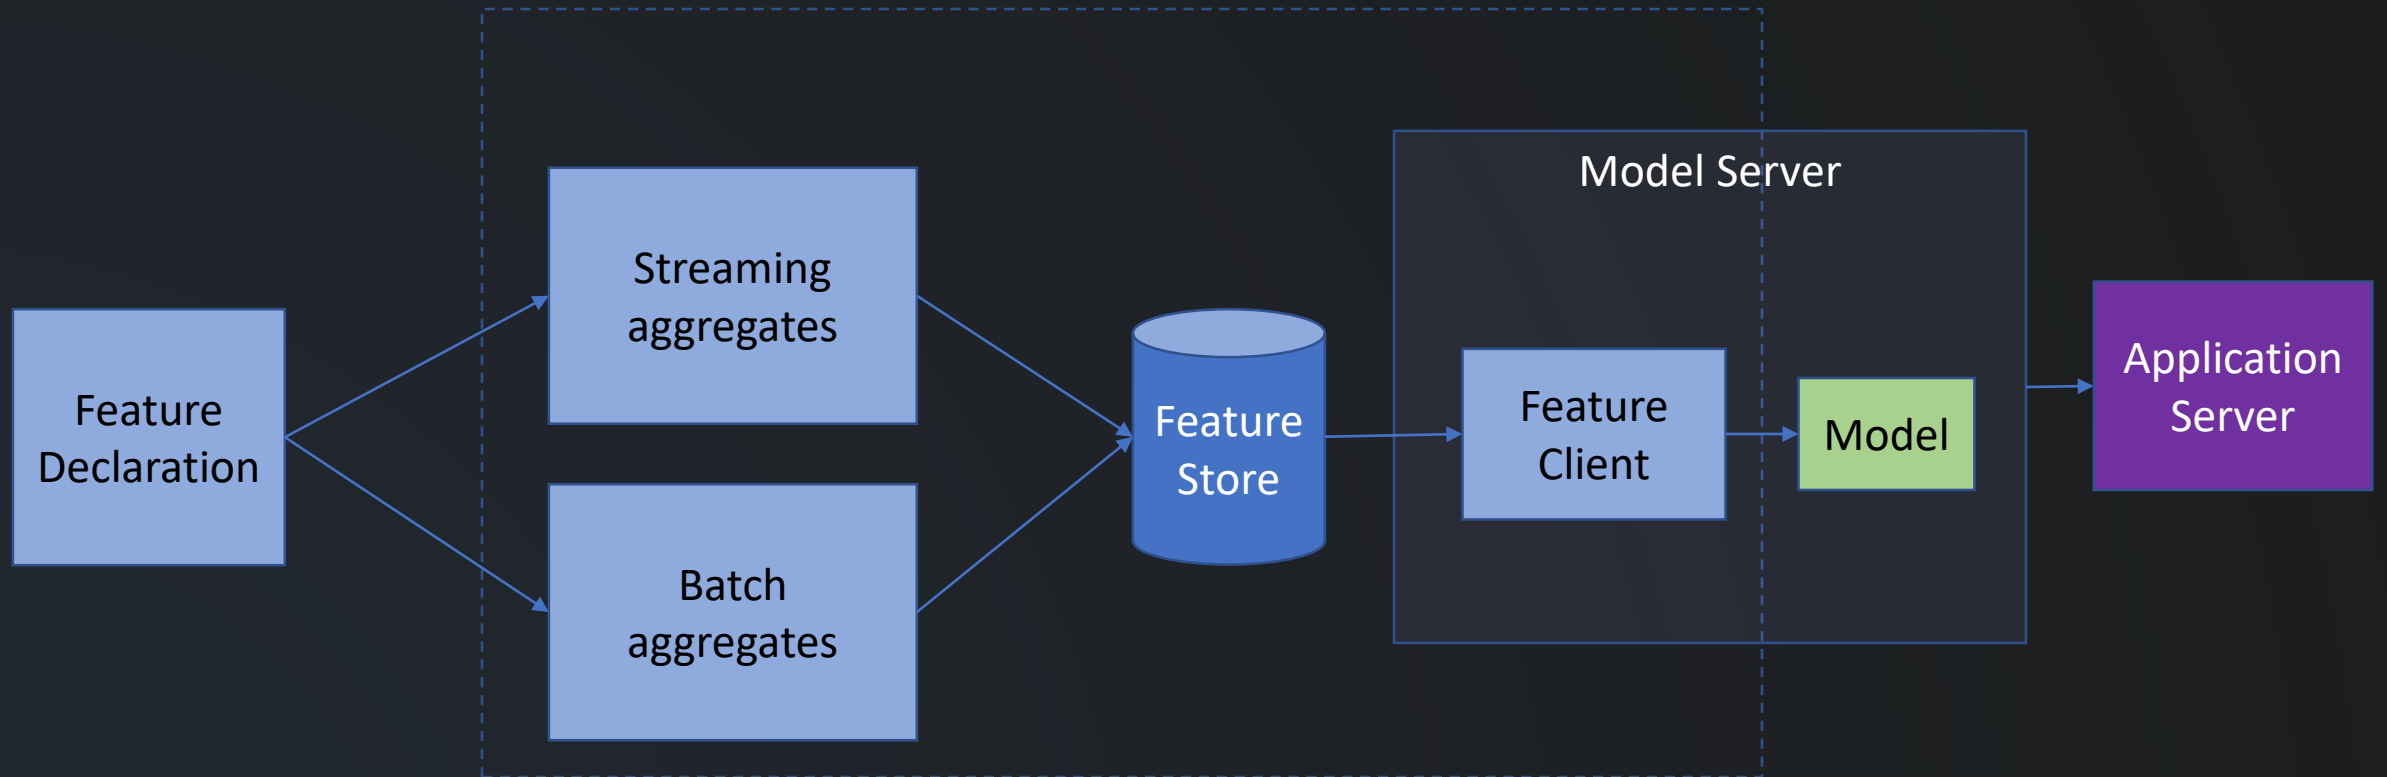 Feature
Declaration
Streaming
aggregates
Batch
aggregates
Feature
Store
Model Server
Feature
Client
Model
Application
Server